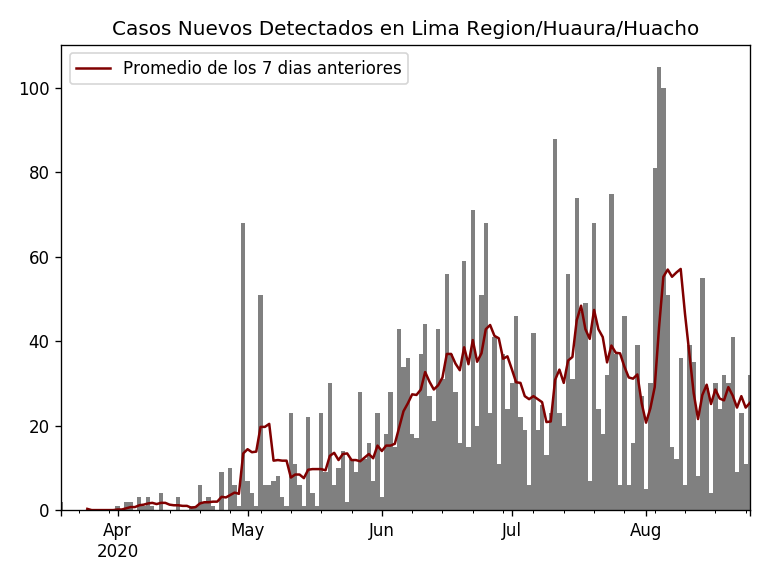 Casos Nuevos Detectados en Lima Region/Huaura/Huacho
Promedio de los 7 dias anteriores
100
80
60
40
20
0
Apr May Jun Jul Aug
2020